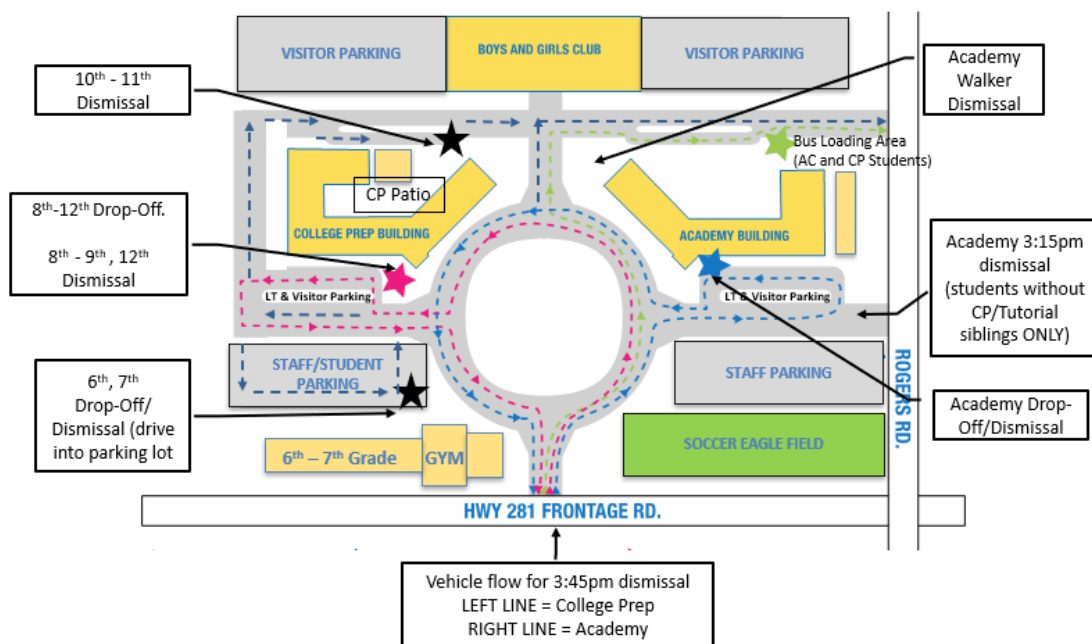 VISITOR PARKING
BOYS AND GIRLS CLUB
VISITOR PARKING
10th - 11th
Dismissal
Academy
Walker
Dismissal
Bus Loading Area
(AC and CP Students)
CP Patio
8th-12th Drop-Off.
8th - 9th, 12th
Dismissal
COLLEGE PREP BUILDING
ACADEMY BUILDING
LT & Visitor Parking
LT & Visitor Parking
Academy 3:15pm
dismissal
(students without
CP/Tutorial
siblings ONLY)
STAFF/STUDENT
PARKING
STAFF PARKING
ROGERS RD.
6th, 7th
Drop-Off/
Dismissal (drive
into parking lot
Academy Drop-
Off/Dismissal
6th – 7th Grade
GYM
SOCCER EAGLE FIELD
HWY 281 FRONTAGE RD.
Vehicle flow for 3:45pm dismissal
LEFT LINE = College Prep
RIGHT LINE = Academy